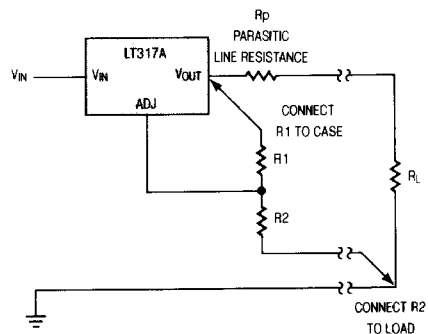 Rp
PARASITIC
LINE RESISTANCE
LT317A
VIN
VIN
VOUT
ADJ
CONNECT
R1 TO CASE
R1
RL
R2
CONNECT R2
TO LOAD